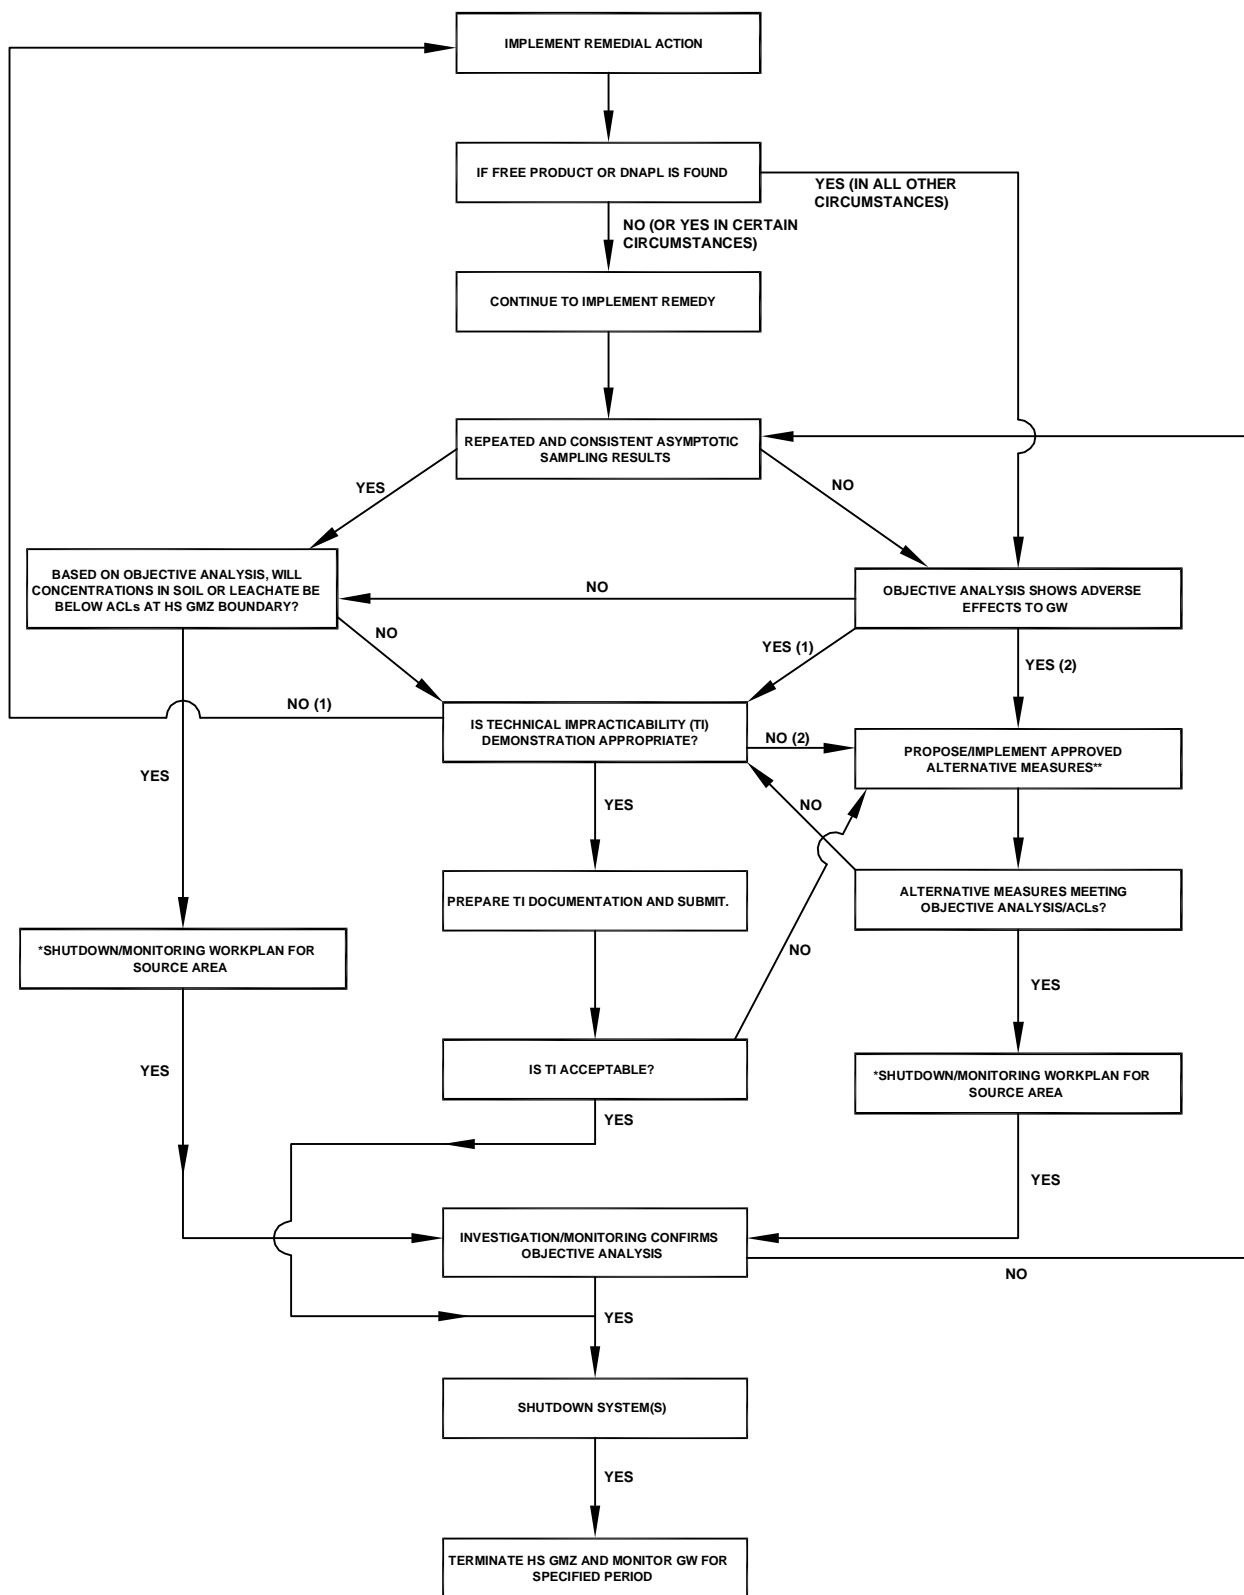 IMPLEMENT REMEDIAL ACTION
IF FREE PRODUCT OR DNAPL IS FOUND
YES (IN ALL OTHER
CIRCUMSTANCES)
NO (OR YES IN CERTAIN
CIRCUMSTANCES)
CONTINUE TO IMPLEMENT REMEDY
REPEATED AND CONSISTENT ASYMPTOTIC
SAMPLING RESULTS
YES
NO
BASED ON OBJECTIVE ANALYSIS, WILL
CONCENTRATIONS IN SOIL OR LEACHATE BE
BELOW ACLs AT HS GMZ BOUNDARY?
NO
OBJECTIVE ANALYSIS SHOWS ADVERSE
EFFECTS TO GW
NO
YES (1)
YES (2)
NO (1)
IS TECHNICAL IMPRACTICABILITY (TI)
DEMONSTRATION APPROPRIATE?
NO (2)
PROPOSE/IMPLEMENT APPROVED
ALTERNATIVE MEASURES**
YES
YES
NO
PREPARE TI DOCUMENTATION AND SUBMIT.
ALTERNATIVE MEASURES MEETING
OBJECTIVE ANALYSIS/ACLs?
*SHUTDOWN/MONITORING WORKPLAN FOR
SOURCE AREA
NO
YES
YES
IS TI ACCEPTABLE?
*SHUTDOWN/MONITORING WORKPLAN FOR
SOURCE AREA
YES
YES
INVESTIGATION/MONITORING CONFIRMS
OBJECTIVE ANALYSIS
NO
YES
SHUTDOWN SYSTEM(S)
YES
TERMINATE HS GMZ AND MONITOR GW FOR
SPECIFIED PERIOD